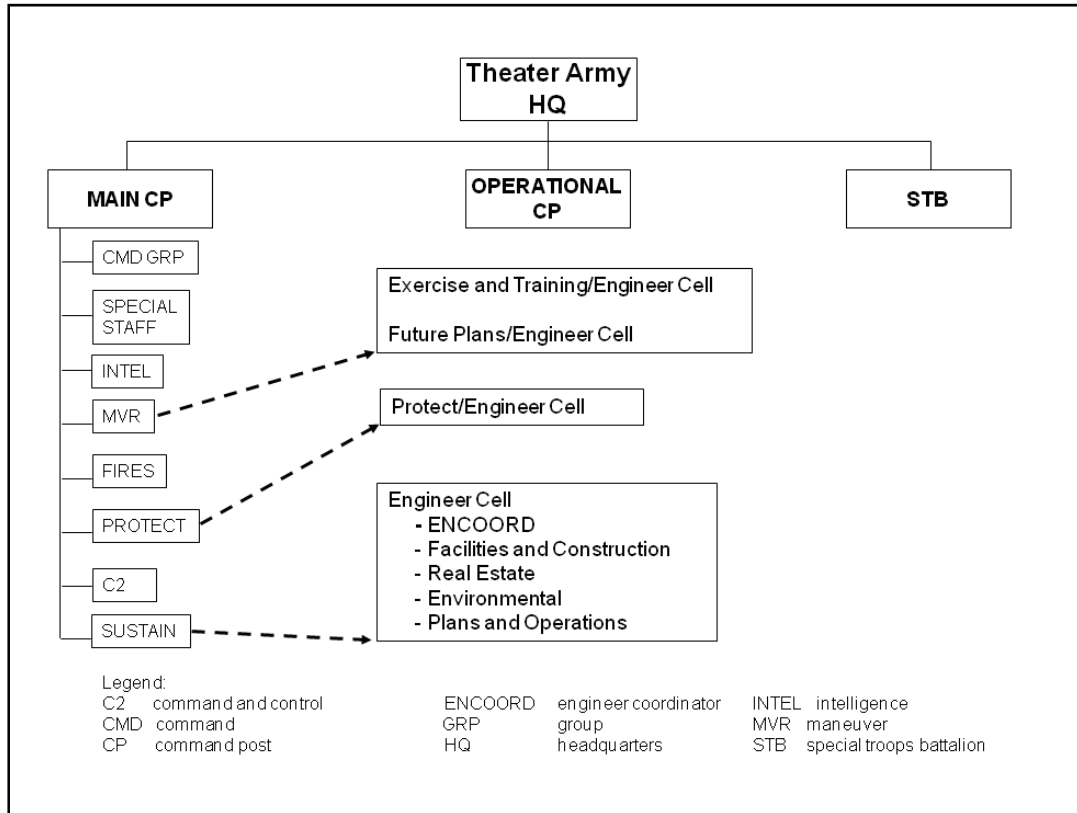 Theater Army
HQ
MAIN CP
OPERATIONAL
CP
STB
CMD GRP
SPECIAL
STAFF
INTEL
MVR
FIRES
PROTECT
C2
SUSTAIN
Exercise and Training/Engineer Cell
Future Plans/Engineer Cell
Protect/Engineer Cell
Engineer Cell
- ENCOORD
- Facilities and Construction
- Real Estate
- Environmental
- Plans and Operations
Legend:
C2 command and control
CMD command
CP command post
ENCOORD engineer coordinator
GRP group
HQ headquarters
INTEL intelligence
MVR maneuver
STB special troops battalion